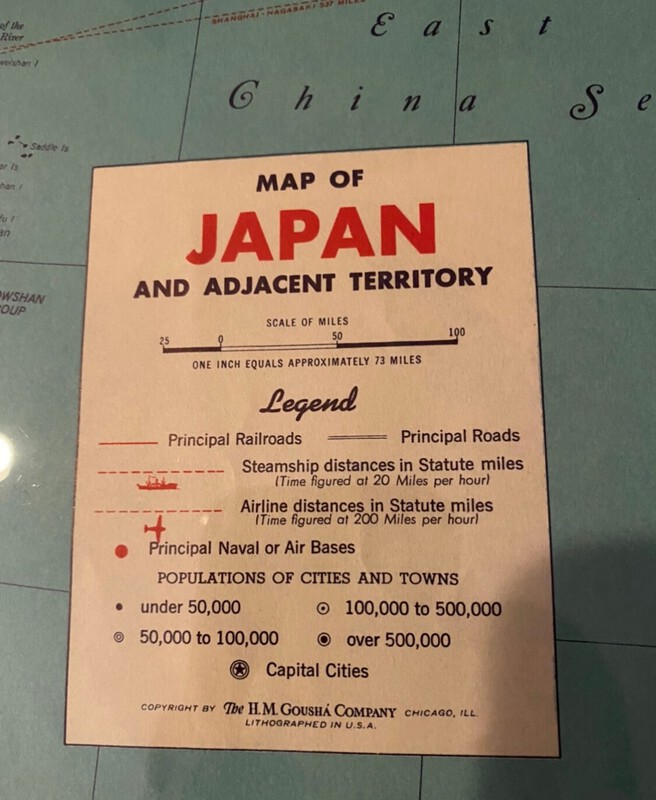 of the
River
SHANGHAI - NAGASAKI 537 MILES
East
China Se
Saddle Is
OWSHAN
OUP
MAP OF
JAPAN
AND ADJACENT TERRITORY
SCALE OF MILES
25 0 50 100
ONE INCH EQUALS APPROXIMATELY 73 MILES
Legend
Principal Railroads Principal Roads
Steamship distances in Statute miles
(Time figured at 20 Miles per hour)
Airline distances in Statute miles
(Time figured at 200 Miles per hour)
Principal Naval or Air Bases
POPULATIONS OF CITIES AND TOWNS
under 50,000 100,000 to 500,000
50,000 to 100,000 over 500,000
Capital Cities
COPYRIGHT BY The H.M. GOUSHÁ COMPANY CHICAGO, ILL.
LITHOGRAPHED IN U.S.A.